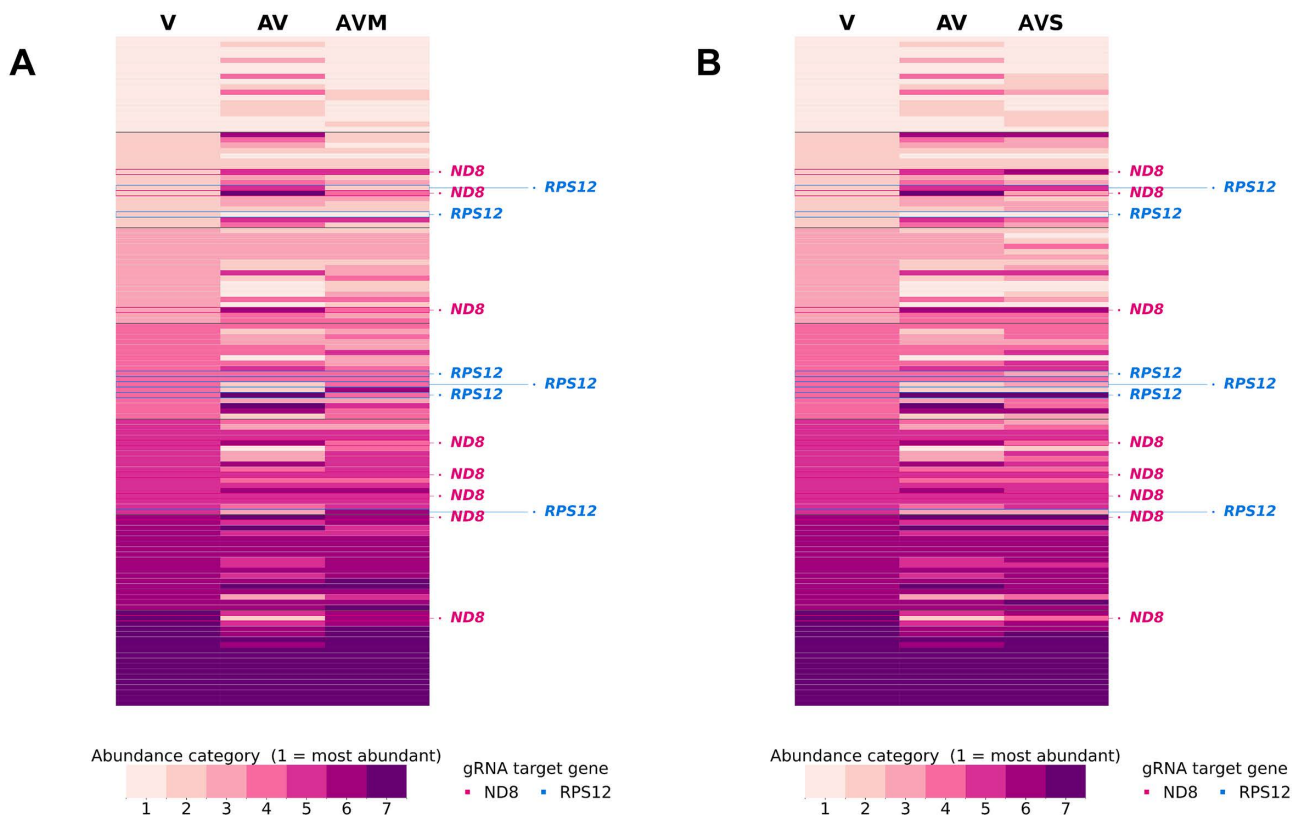 A
V AV AVM
ND8
RPS12
ND8
RPS12
ND8
RPS12
RPS12
RPS12
ND8
ND8
ND8
RPS12
ND8
ND8
Abundance category (1 = most abundant)
1 2 3 4 5 6 7
gRNA target gene
ND8 RPS12
B
V AV AVS
ND8
RPS12
ND8
RPS12
ND8
RPS12
RPS12
RPS12
ND8
ND8
ND8
RPS12
ND8
ND8
Abundance category (1 = most abundant)
1 2 3 4 5 6 7
gRNA target gene
ND8 RPS12